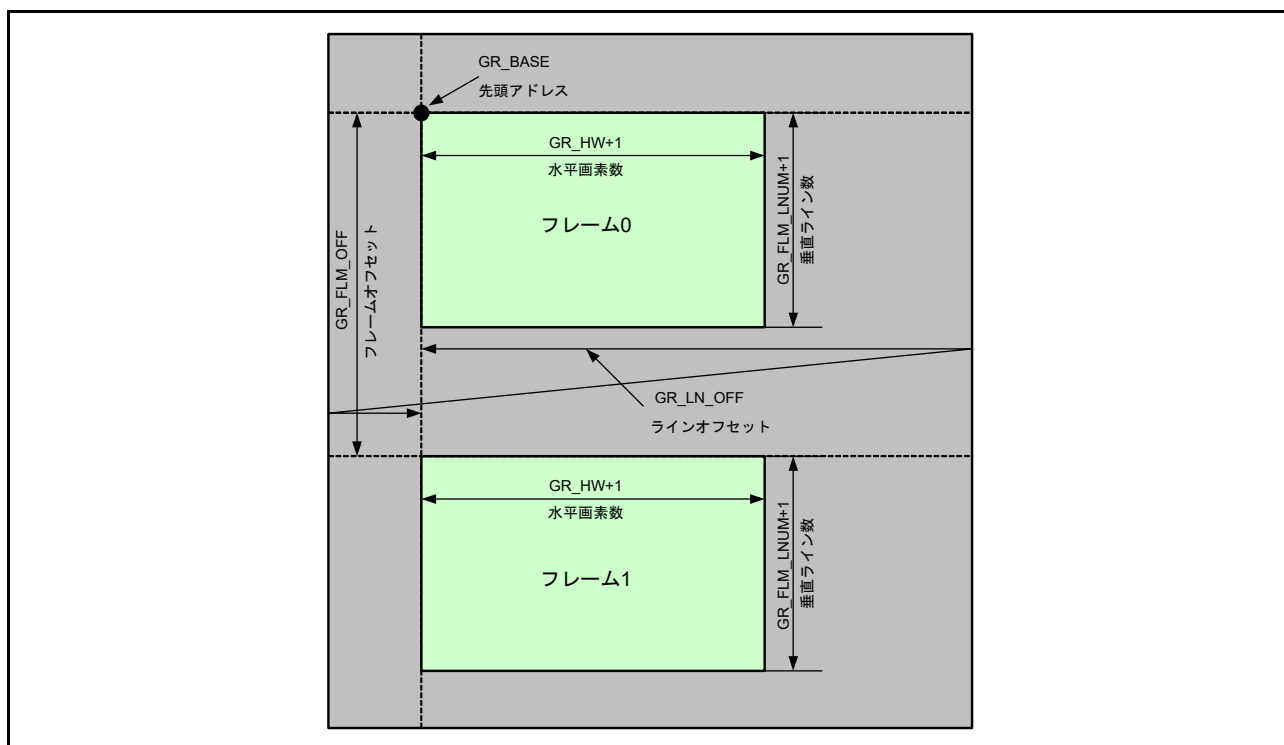 GR_BASE
先頭アドレス
GR_HW+1
水平画素数
フレーム0
GR_FLM_LNUM+1
垂直ライン数
GR_FLM_OFF
フレームオフセット
GR_LN_OFF
ラインオフセット
GR_HW+1
水平画素数
フレーム1
GR_FLM_LNUM+1
垂直ライン数